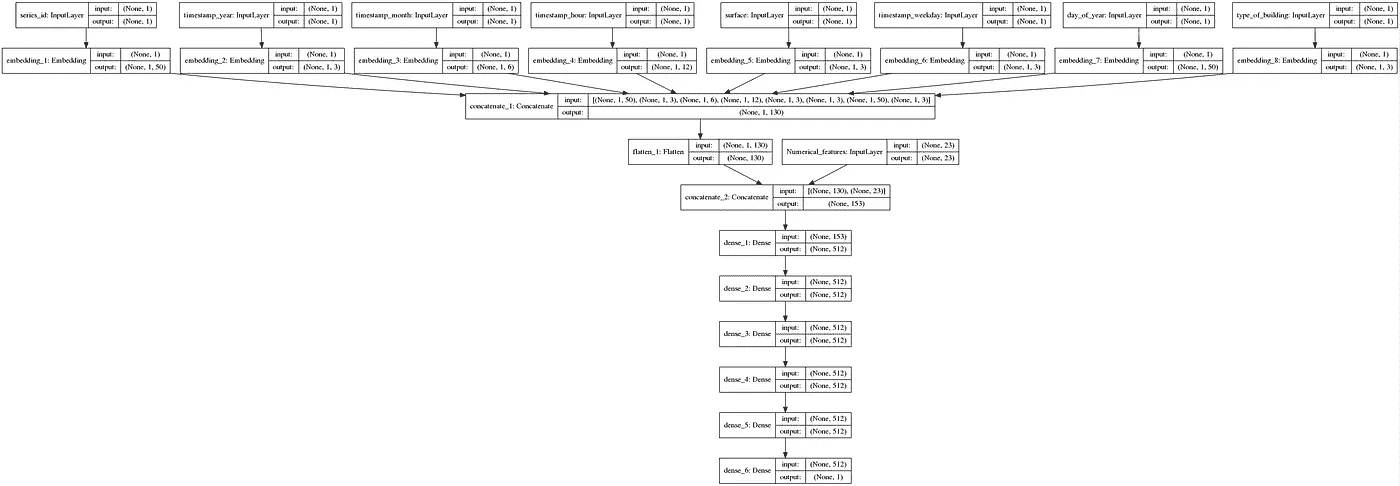 series_id: InputLayer input: (None, 1) output: (None, 1)
timestamp_year: InputLayer input: (None, 1) output: (None, 1)
timestamp_month: InputLayer input: (None, 1) output: (None, 1)
timestamp_hour: InputLayer input: (None, 1) output: (None, 1)
surface: InputLayer input: (None, 1) output: (None, 1)
timestamp_weekday: InputLayer input: (None, 1) output: (None, 1)
day_of_year: InputLayer input: (None, 1) output: (None, 1)
type_of_building: InputLayer input: (None, 1) output: (None, 1)
embedding_1: Embedding input: (None, 1) output: (None, 1, 50)
embedding_2: Embedding input: (None, 1) output: (None, 1, 3)
embedding_3: Embedding input: (None, 1) output: (None, 1, 6)
embedding_4: Embedding input: (None, 1) output: (None, 1, 12)
embedding_5: Embedding input: (None, 1) output: (None, 1, 3)
embedding_6: Embedding input: (None, 1) output: (None, 1, 3)
embedding_7: Embedding input: (None, 1) output: (None, 1, 50)
embedding_8: Embedding input: (None, 1) output: (None, 1, 3)
concatenate_1: Concatenate input: [(None, 1, 50), (None, 1, 3), (None, 1, 6), (None, 1, 12), (None, 1, 3), (None, 1, 3), (None, 1, 50), (None, 1, 3)] output: (None, 1, 130)
flatten_1: Flatten input: (None, 1, 130) output: (None, 130)
Numerical_features: InputLayer input: (None, 23) output: (None, 23)
concatenate_2: Concatenate input: [(None, 130), (None, 23)] output: (None, 153)
dense_1: Dense input: (None, 153) output: (None, 512)
dense_2: Dense input: (None, 512) output: (None, 512)
dense_3: Dense input: (None, 512) output: (None, 512)
dense_4: Dense input: (None, 512) output: (None, 512)
dense_5: Dense input: (None, 512) output: (None, 512)
dense_6: Dense input: (None, 512) output: (None, 1)